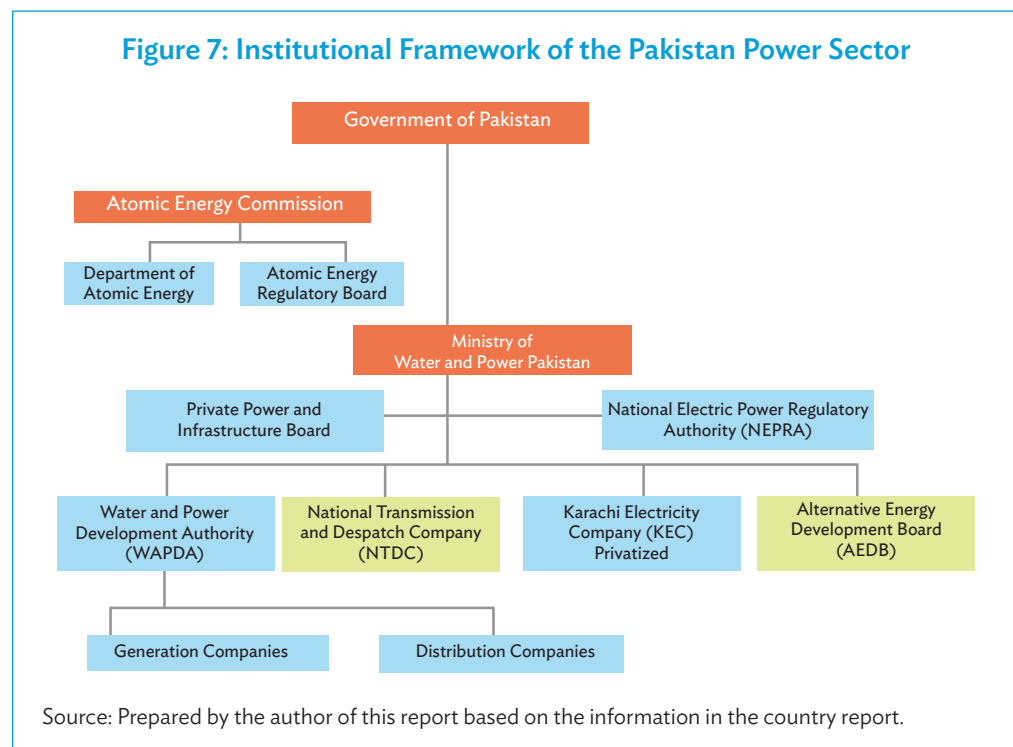 Figure 7: Institutional Framework of the Pakistan Power Sector
Government of Pakistan
Atomic Energy Commission
Department of
Atomic Energy
Atomic Energy
Regulatory Board
Ministry of
Water and Power Pakistan
Private Power and
Infrastructure Board
National Electric Power Regulatory
Authority (NEPRA)
Water and Power
Development Authority
(WAPDA)
National Transmission
and Despatch Company
(NTDC)
Karachi Electricity
Company (KEC)
Privatized
Alternative Energy
Development Board
(AEDB)
Generation Companies
Distribution Companies
Source: Prepared by the author of this report based on the information in the country report.